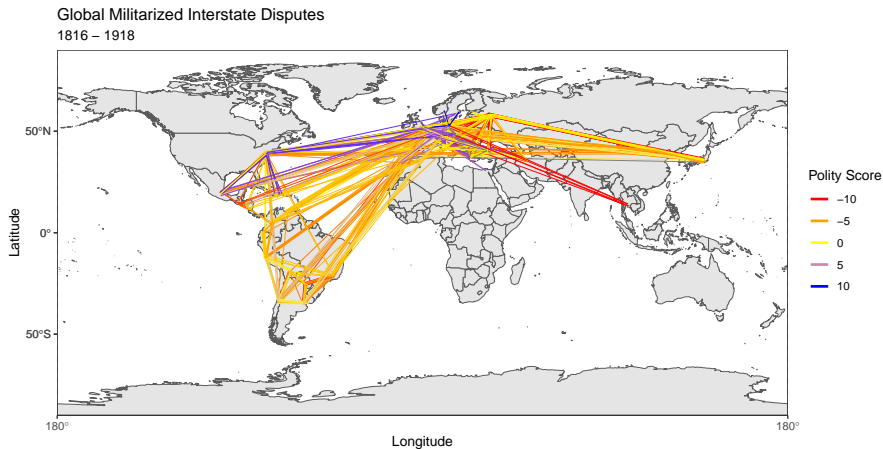 Global Militarized Interstate Disputes
1816 – 1918
50°N
0°
50°S
180°
180°
Latitude
Longitude
Polity Score
−10
−5
0
5
10